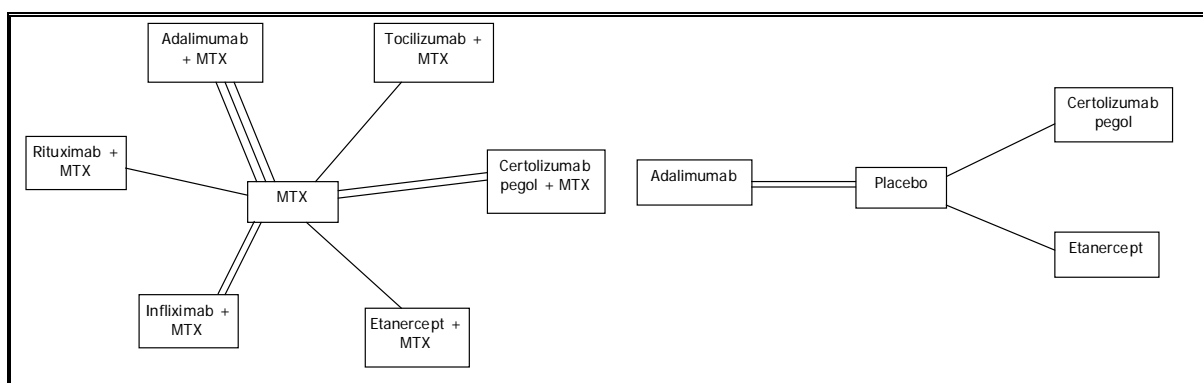 Adalimumab
+ MTX
Tocilizumab +
MTX
Rituximab +
MTX
MTX
Certolizumab
pegol + MTX
Infliximab +
MTX
Etanercept +
MTX
Certolizumab
pegol
Adalimumab
Placebo
Etanercept